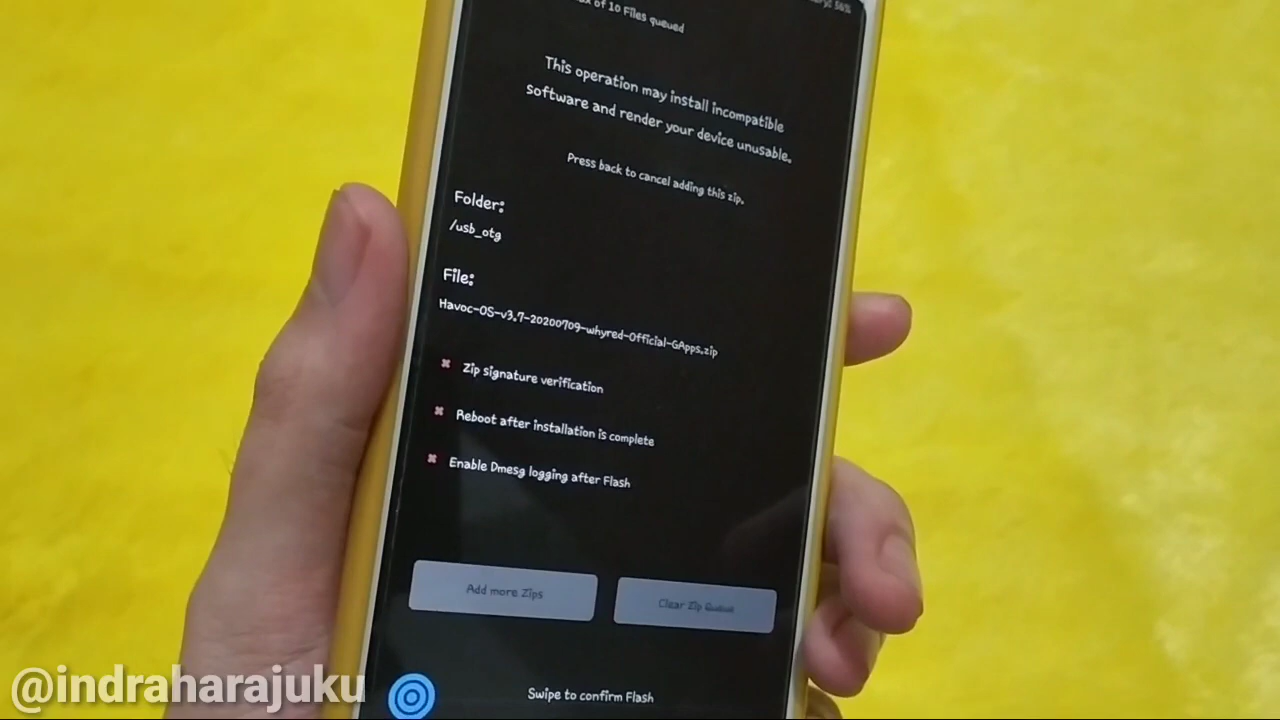 of 10 Files queued
56%
This operation may install incompatible
software and render your device unusable.
Press back to cancel adding this zip.
Folder:
/usb_otg
File:
Havoc-OS-v3.7-20200709-whyred-Official-GApps.zip
Zip signature verification
Reboot after installation is complete
Enable Dmesg logging after Flash
Add more Zips
Clear Zip Queue
Swipe to confirm Flash
@indraharajuku